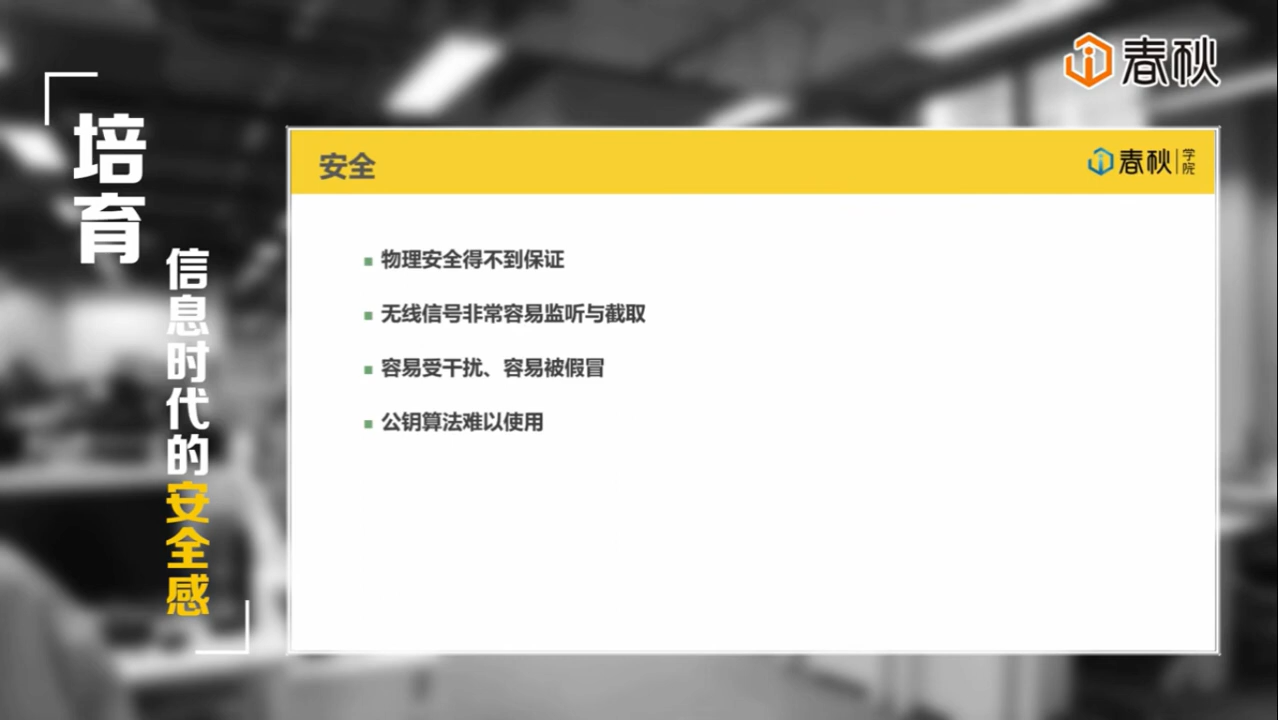 春秋
培育
信息时代的安全感
安全
春秋学院
物理安全得不到保证
无线信号非常容易监听与截取
容易受干扰、容易被假冒
公钥算法难以使用